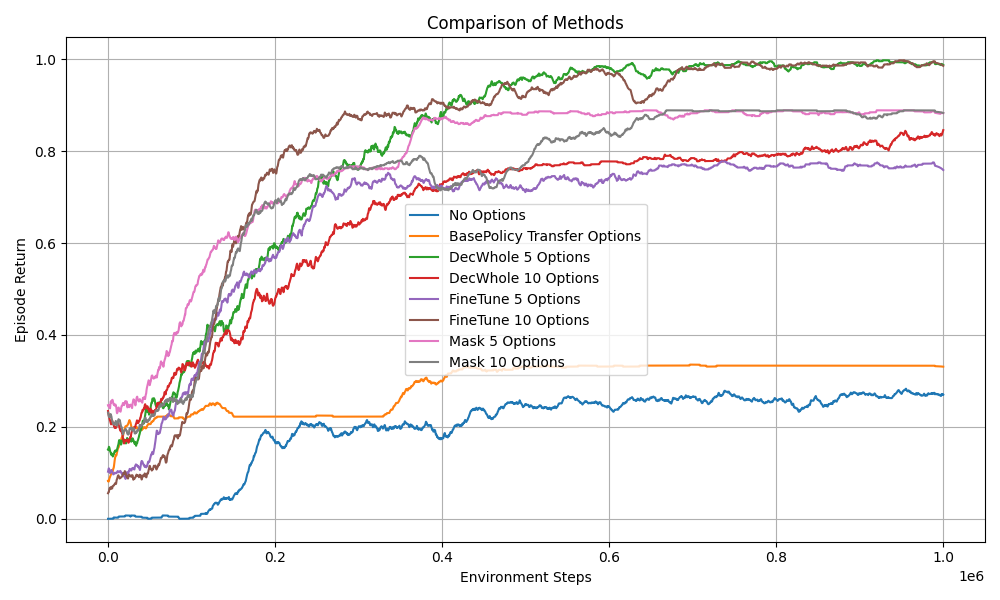 Comparison of Methods
Episode Return
1.0
0.8
0.6
0.4
0.2
0.0
No Options
BasePolicy Transfer Options
DecWhole 5 Options
DecWhole 10 Options
FineTune 5 Options
FineTune 10 Options
Mask 5 Options
Mask 10 Options
0.0 0.2 0.4 0.6 0.8 1.0
1e6
Environment Steps